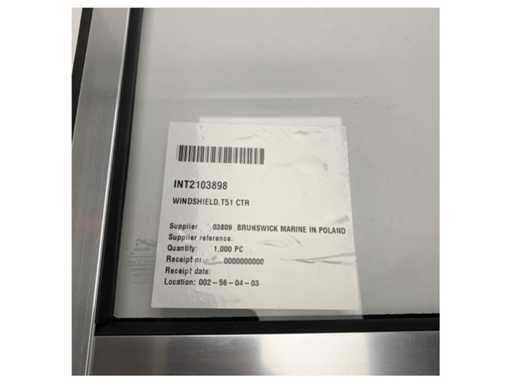 INT2103898
WINDSHIELD,T51 CTR
Supplier 03809 BRUNSWICK MARINE IN POLAND
Supplier reference:
Quantity: 1,000 PC
Receipt nr. 0000000000
Receipt date:
Location: 002-56-04-03